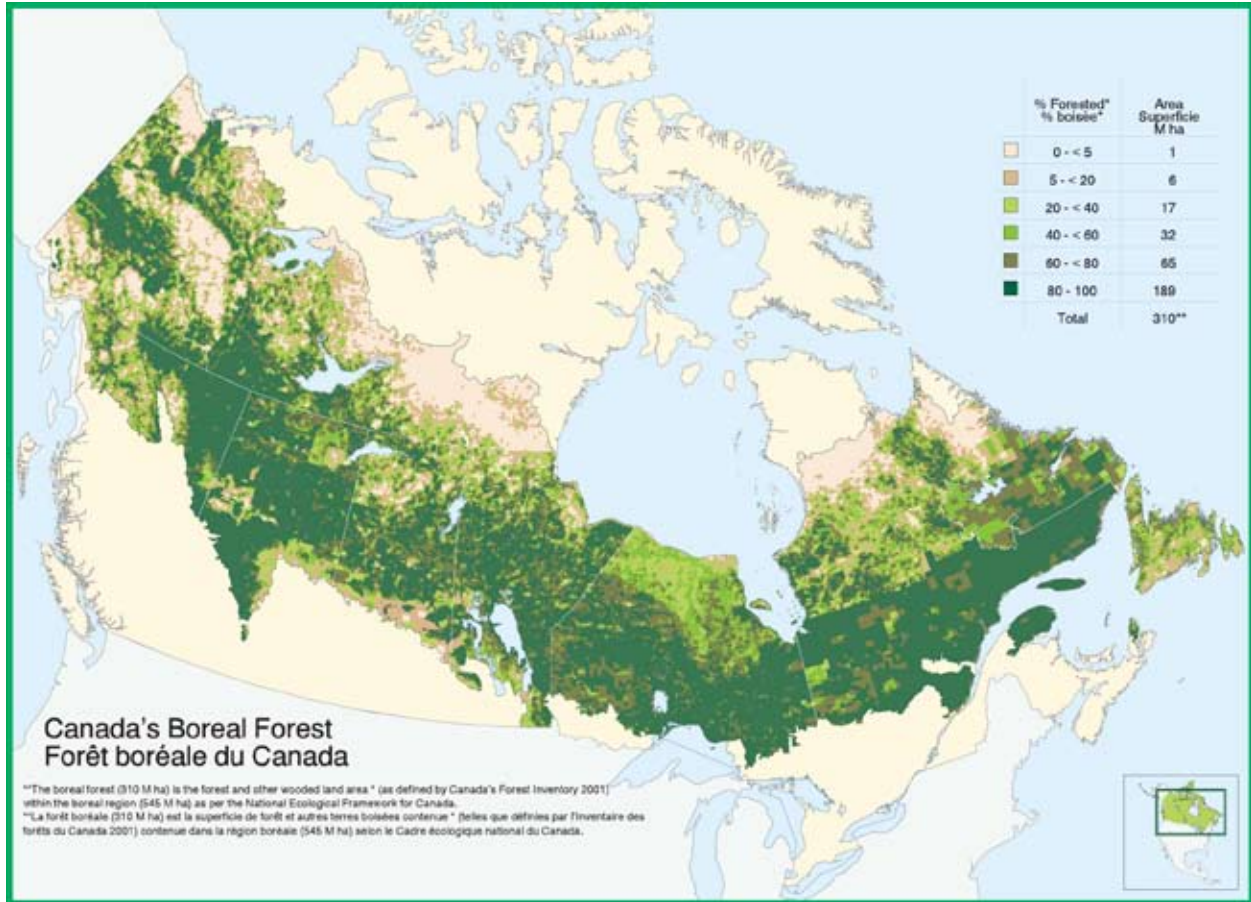 % Forested* Area
% boisée* Superficie
M ha
0 - < 5 1
5 - < 20 6
20 - < 40 17
40 - < 60 32
60 - < 80 65
80 - 100 189
Total 310**
Canada's Boreal Forest
Forêt boréale du Canada
**The boreal forest (310 M ha) is the forest and other wooded land area * (as defined by Canada's Forest Inventory 2001)
within the boreal region (545 M ha) as per the National Ecological Framework for Canada.
**La forêt boréale (310 M ha) est la superficie de forêt et autres terres boisées contenue * (telles que définies par l'Inventaire des
forêts du Canada 2001) contenue dans la région boréale (545 M ha) selon le Cadre écologique national du Canada.